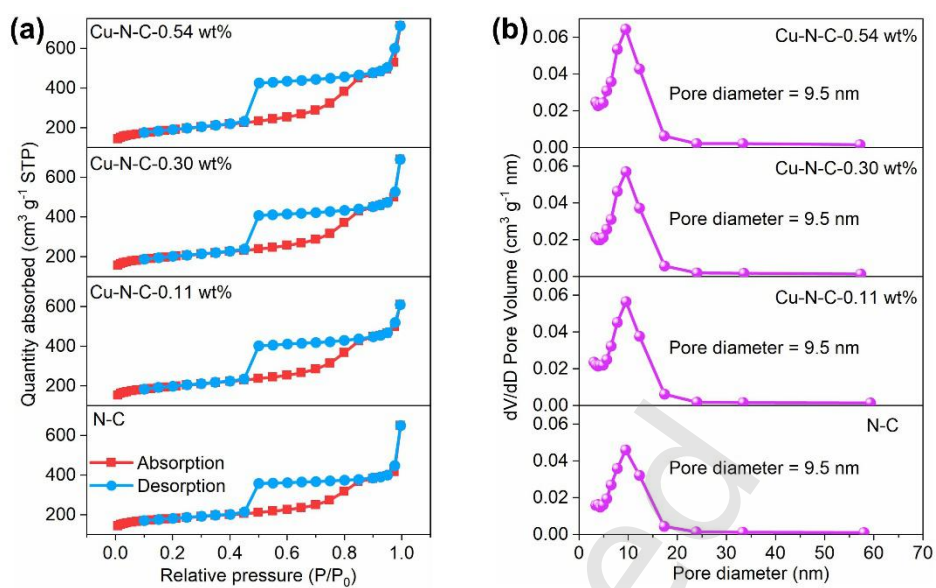 (a)
Cu-N-C-0.54 wt%
600
400
200
Cu-N-C-0.30 wt%
600
400
200
Cu-N-C-0.11 wt%
600
400
200
N-C
600
400
200
Absorption
Desorption
0.0 0.2 0.4 0.6 0.8 1.0
Relative pressure (P/P₀)
Quantity absorbed (cm³ g⁻¹ STP)
(b)
Cu-N-C-0.54 wt%
Pore diameter = 9.5 nm
0.06
0.04
0.02
0.00
Cu-N-C-0.30 wt%
Pore diameter = 9.5 nm
0.06
0.04
0.02
0.00
Cu-N-C-0.11 wt%
Pore diameter = 9.5 nm
0.06
0.04
0.02
0.00
N-C
Pore diameter = 9.5 nm
0.06
0.04
0.02
0.00
0 10 20 30 40 50 60 70
Pore diameter (nm)
dV/dD Pore Volume (cm³ g⁻¹ nm)
ed